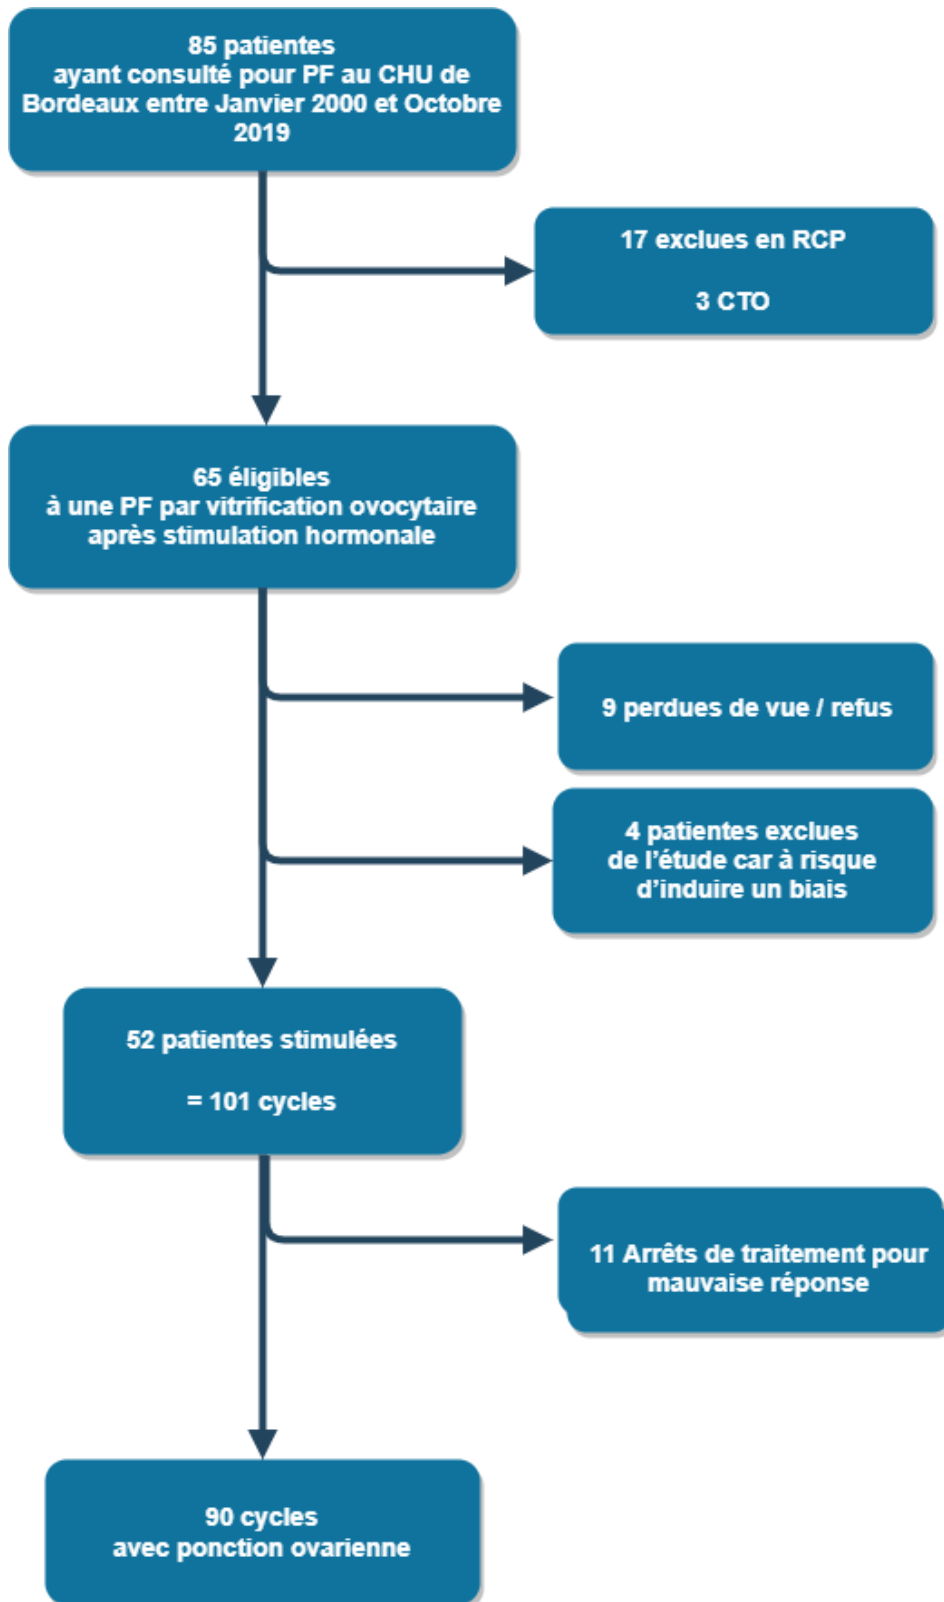 85 patientes
ayant consulté pour PF au CHU de
Bordeaux entre Janvier 2000 et Octobre
2019
17 exclues en RCP
3 CTO
65 éligibles
à une PF par vitrification ovocytaire
après stimulation hormonale
9 perdues de vue / refus
4 patientes exclues
de l'étude car à risque
d'induire un biais
52 patientes stimulées
= 101 cycles
11 Arrêts de traitement pour
mauvaise réponse
90 cycles
avec ponction ovarienne